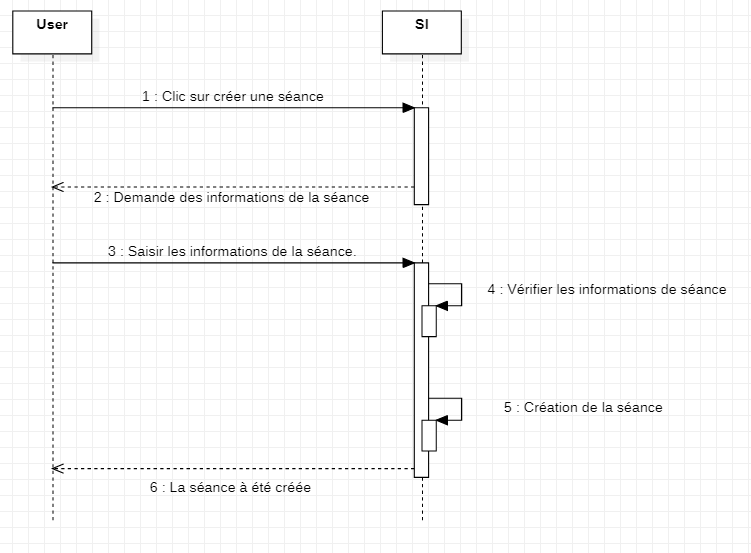 User
SI
1 : Clic sur créer une séance
2 : Demande des informations de la séance
3 : Saisir les informations de la séance.
4 : Vérifier les informations de séance
5 : Création de la séance
6 : La séance à été créée